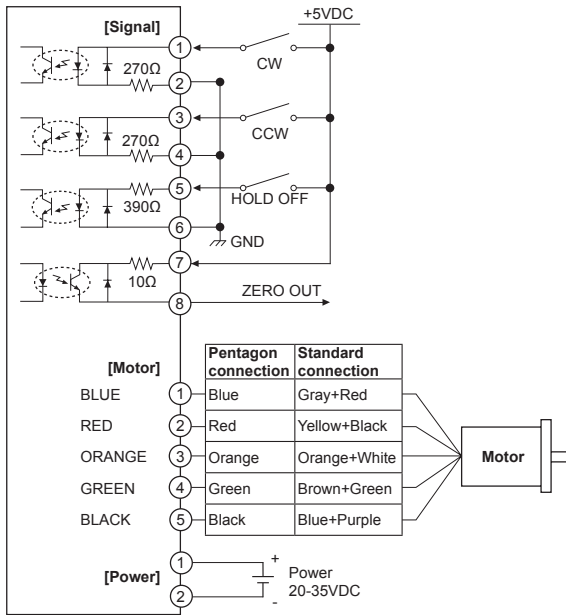 +5VDC
[Signal]
1
CW
270Ω
2
3
CCW
270Ω
4
5
HOLD OFF
390Ω
6
GND
7
10Ω
8
ZERO OUT
[Motor]
Pentagon connection
Standard connection
BLUE 1 Blue Gray+Red
RED 2 Red Yellow+Black
ORANGE 3 Orange Orange+White
GREEN 4 Green Brown+Green
BLACK 5 Black Blue+Purple
Motor
[Power]
1
+
Power
20-35VDC
2
-